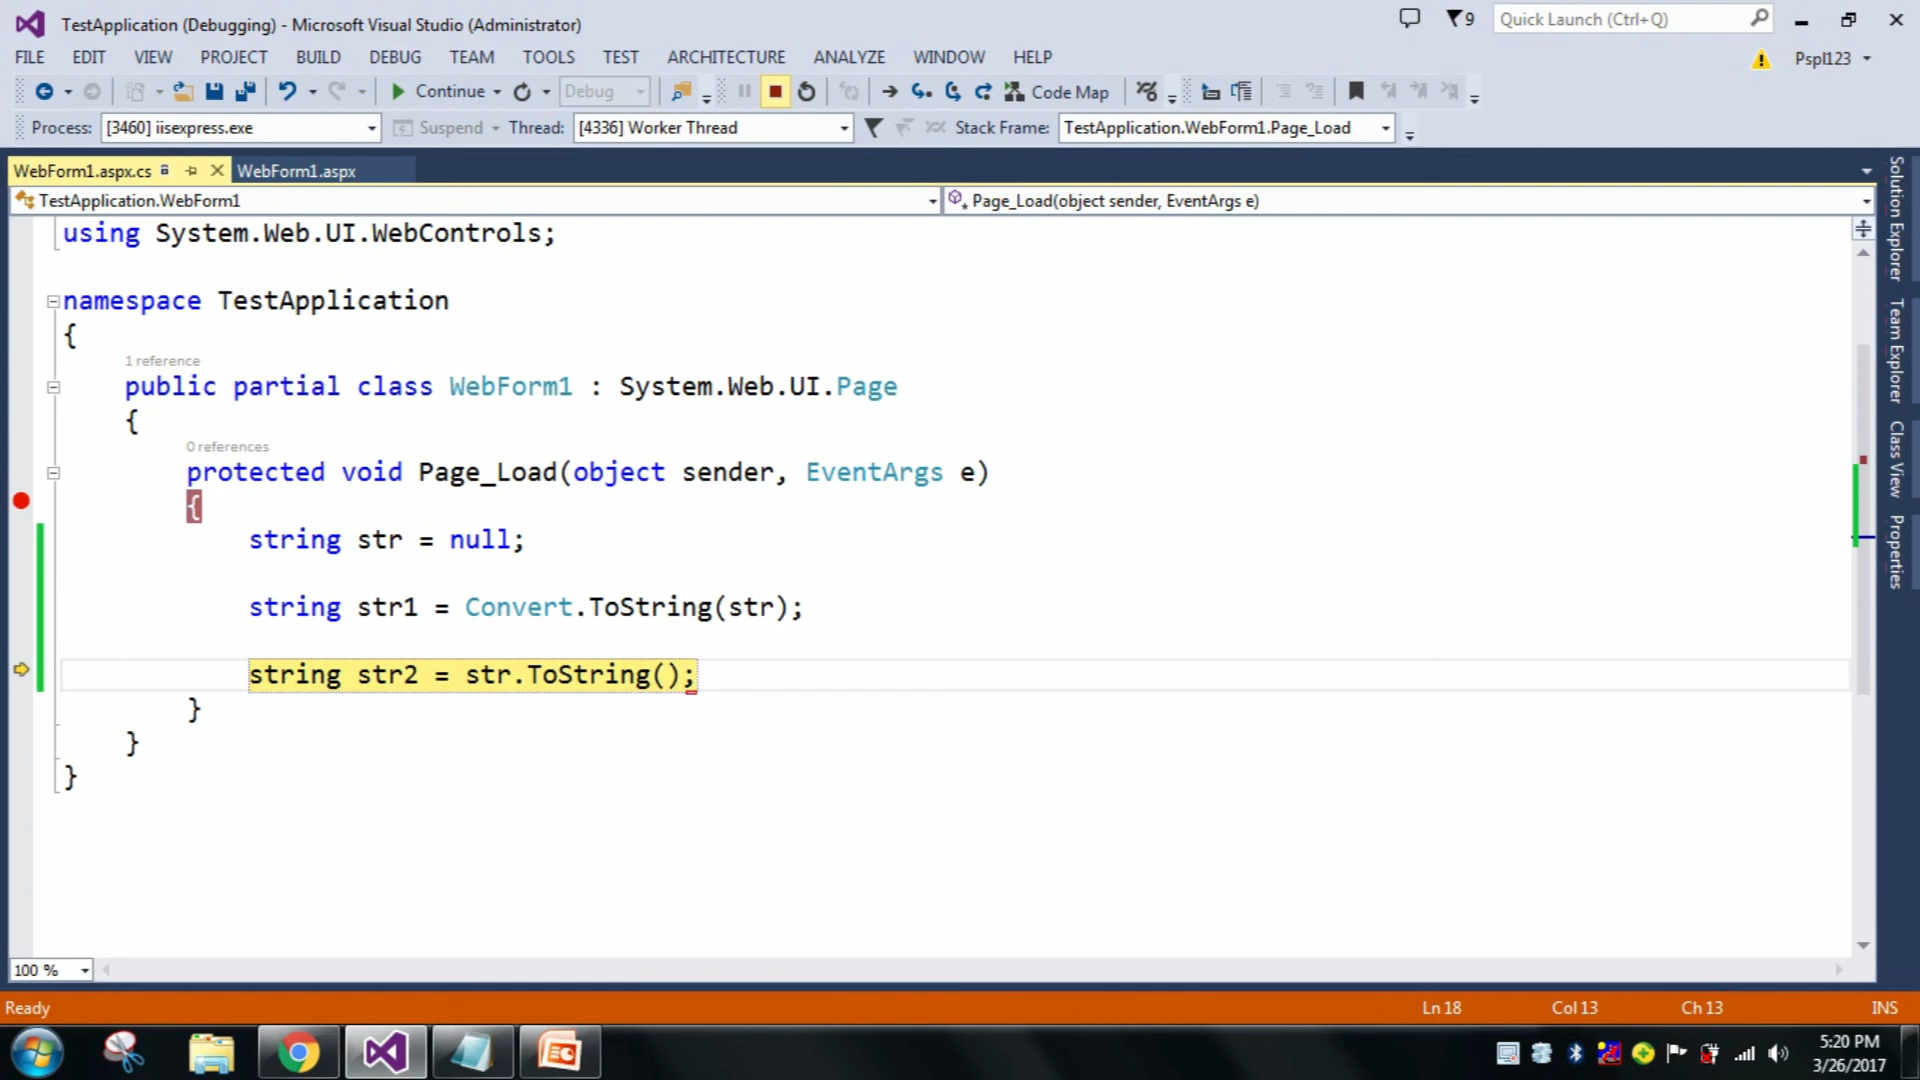 TestApplication (Debugging) - Microsoft Visual Studio (Administrator)
9
Quick Launch (Ctrl+Q)
FILE EDIT VIEW PROJECT BUILD DEBUG TEAM TOOLS TEST ARCHITECTURE ANALYZE WINDOW HELP
Pspl123
Continue Debug Code Map
Process: [3460] iisexpress.exe Suspend Thread: [4336] Worker Thread Stack Frame: TestApplication.WebForm1.Page_Load
WebForm1.aspx.cs WebForm1.aspx
TestApplication.WebForm1 Page_Load(object sender, EventArgs e)
using System.Web.UI.WebControls;
namespace TestApplication
{
1 reference
public partial class WebForm1 : System.Web.UI.Page
{
0 references
protected void Page_Load(object sender, EventArgs e)
{
string str = null;
string str1 = Convert.ToString(str);
string str2 = str.ToString();
}
}
}
Solution Explorer
Team Explorer
Class View
Properties
100 %
Ready Ln 18 Col 13 Ch 13 INS
5:20 PM
3/26/2017